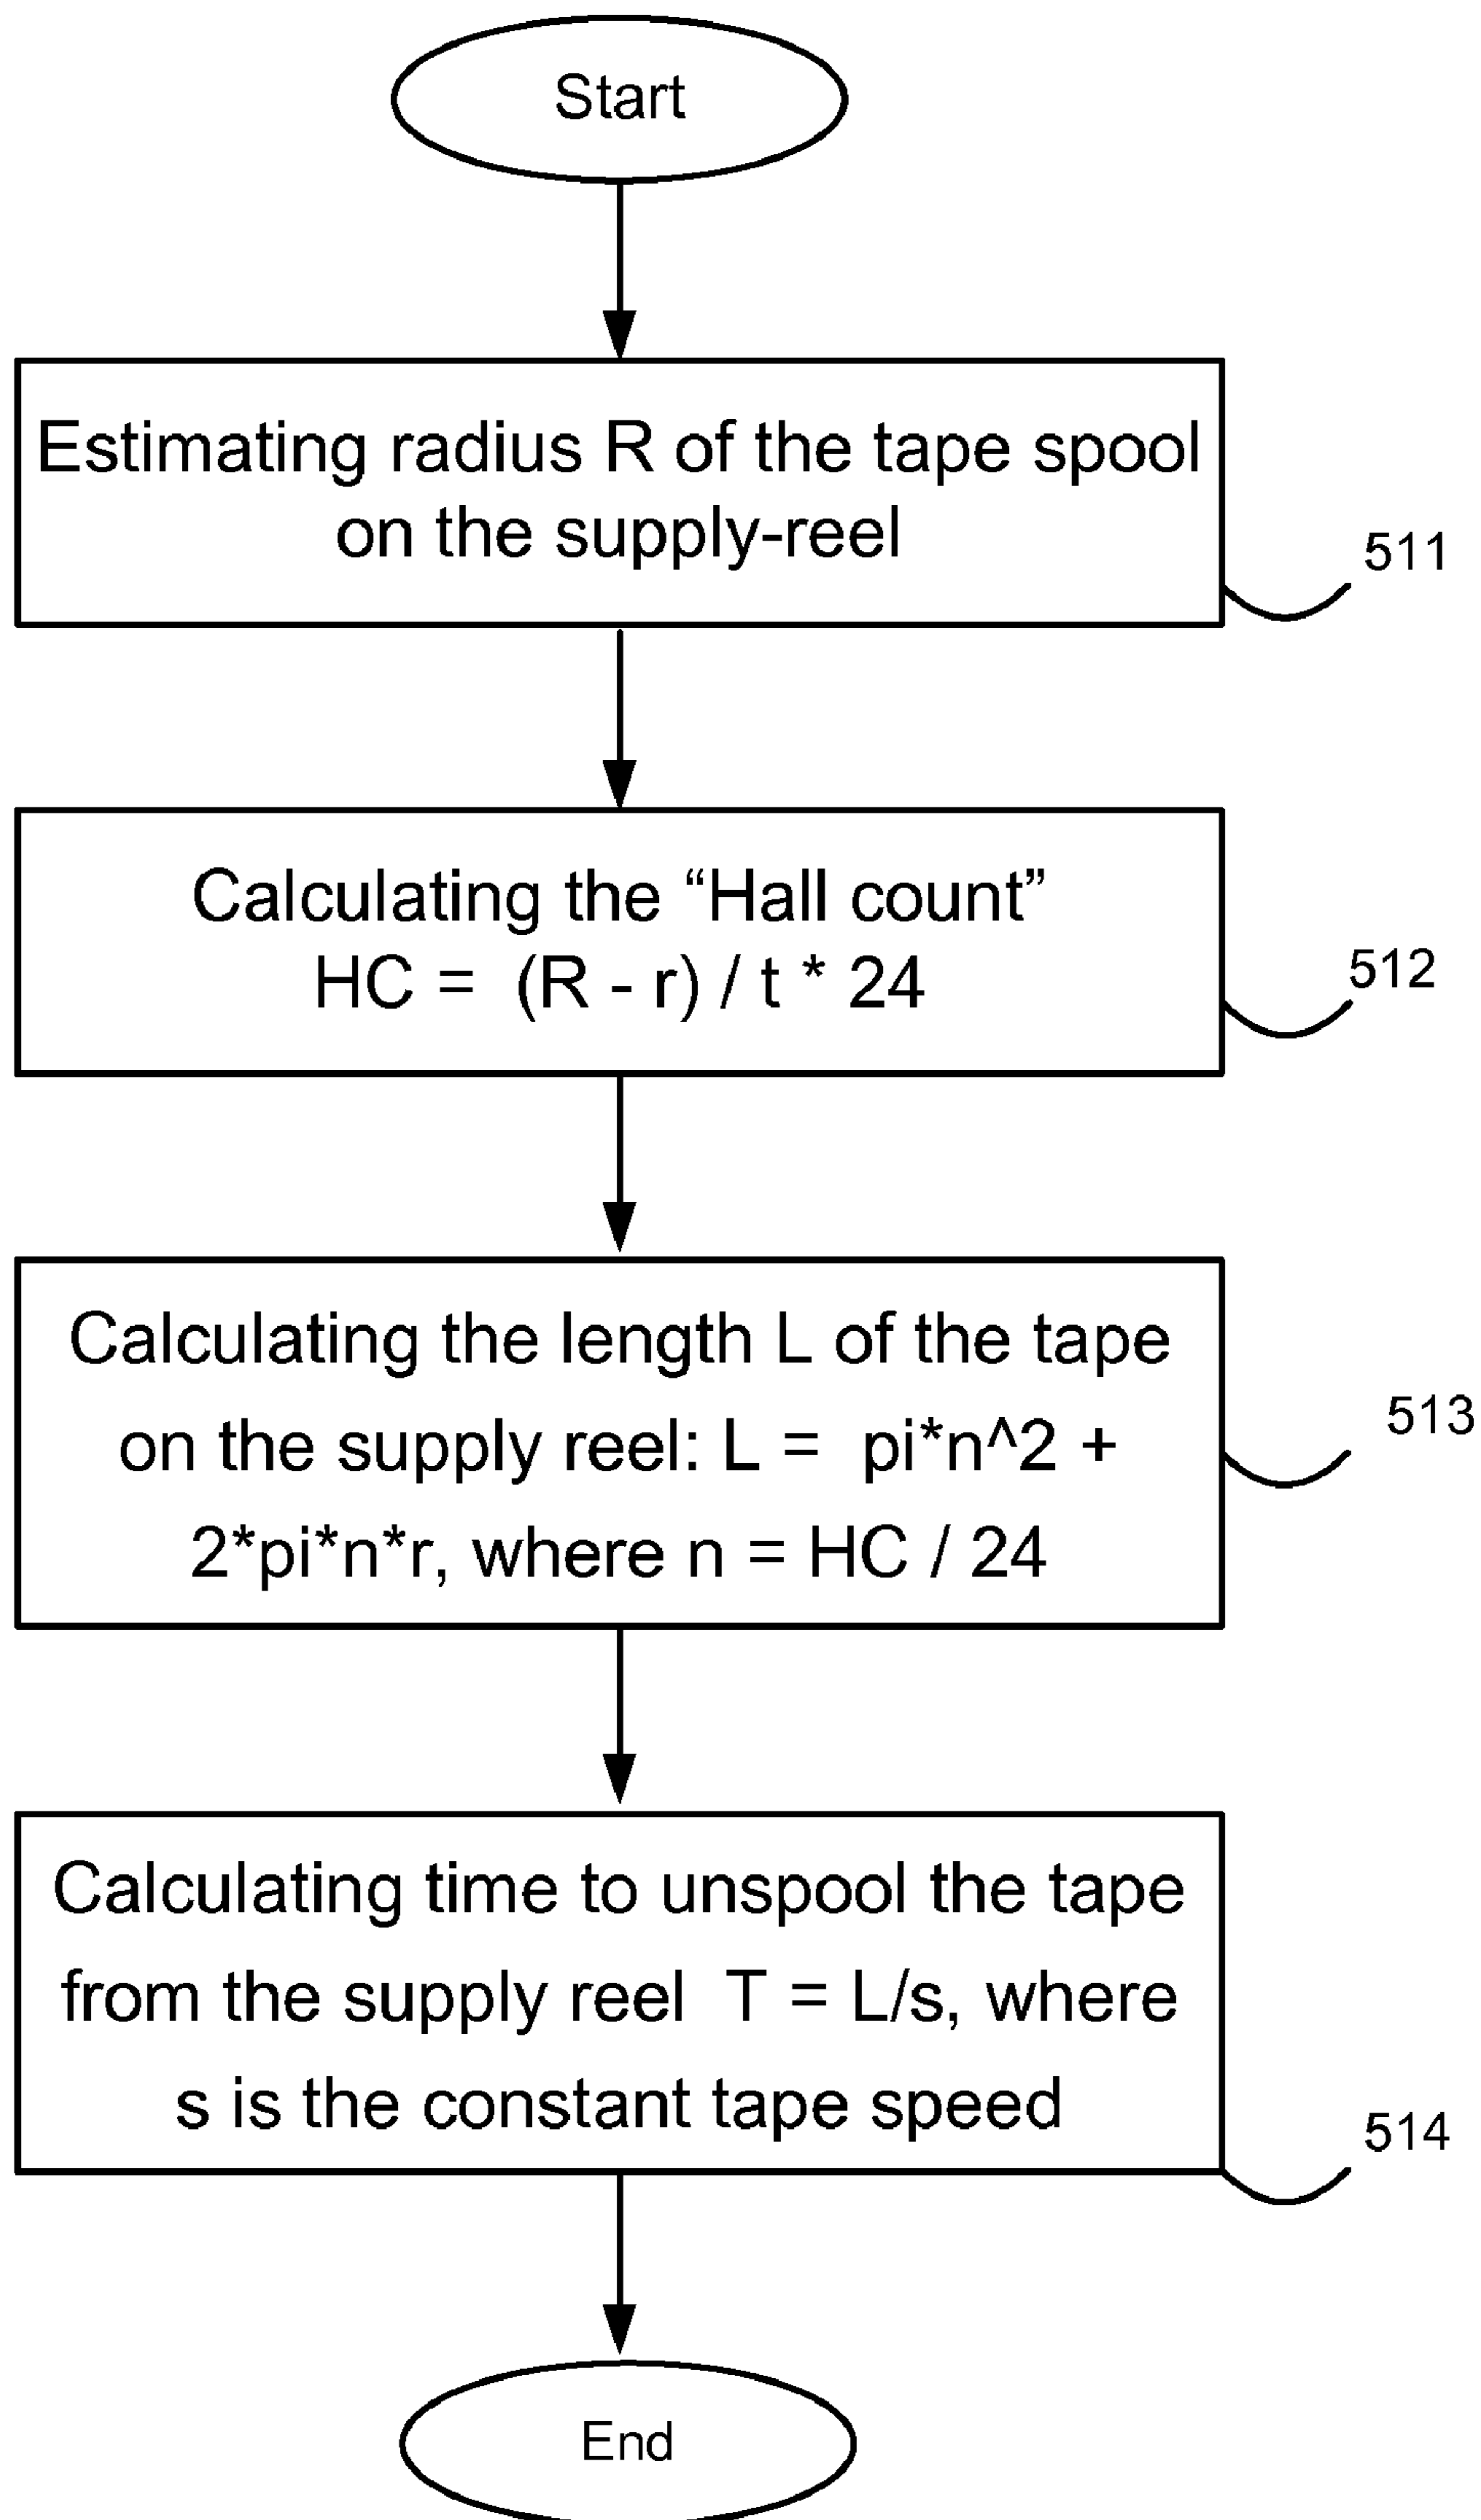 Start
Estimating radius R of the tape spool
on the supply-reel
511
Calculating the “Hall count”
HC = (R - r) / t * 24
512
Calculating the length L of the tape
on the supply reel: L = pi*n^2 +
2*pi*n*r, where n = HC / 24
513
Calculating time to unspool the tape
from the supply reel T = L/s, where
s is the constant tape speed
514
End